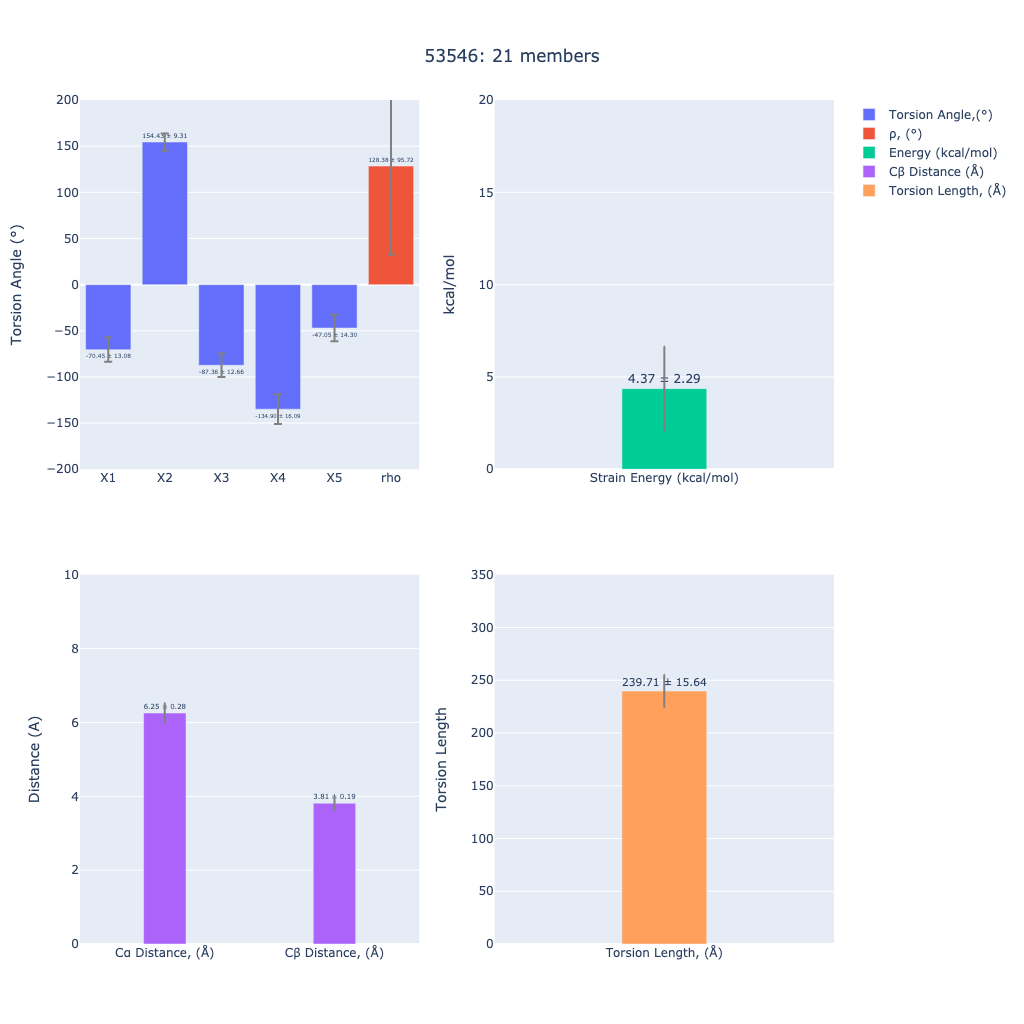 53546: 21 members
Torsion Angle (°)
200
150
100
50
0
−50
−100
−150
−200
-70.45 ± 13.08
154.43 ± 9.31
-87.36 ± 12.66
-134.90 ± 16.09
-47.05 ± 14.30
128.38 ± 95.72
X1 X2 X3 X4 X5 rho
kcal/mol
20
15
10
5
0
4.37 ± 2.29
Strain Energy (kcal/mol)
Torsion Angle,(°)
ρ, (°)
Energy (kcal/mol)
Cβ Distance (Å)
Torsion Length, (Å)
Distance (A)
10
8
6
4
2
0
6.25 ± 0.28
3.81 ± 0.19
Cα Distance, (Å) Cβ Distance, (Å)
Torsion Length
350
300
250
200
150
100
50
0
239.71 ± 15.64
Torsion Length, (Å)